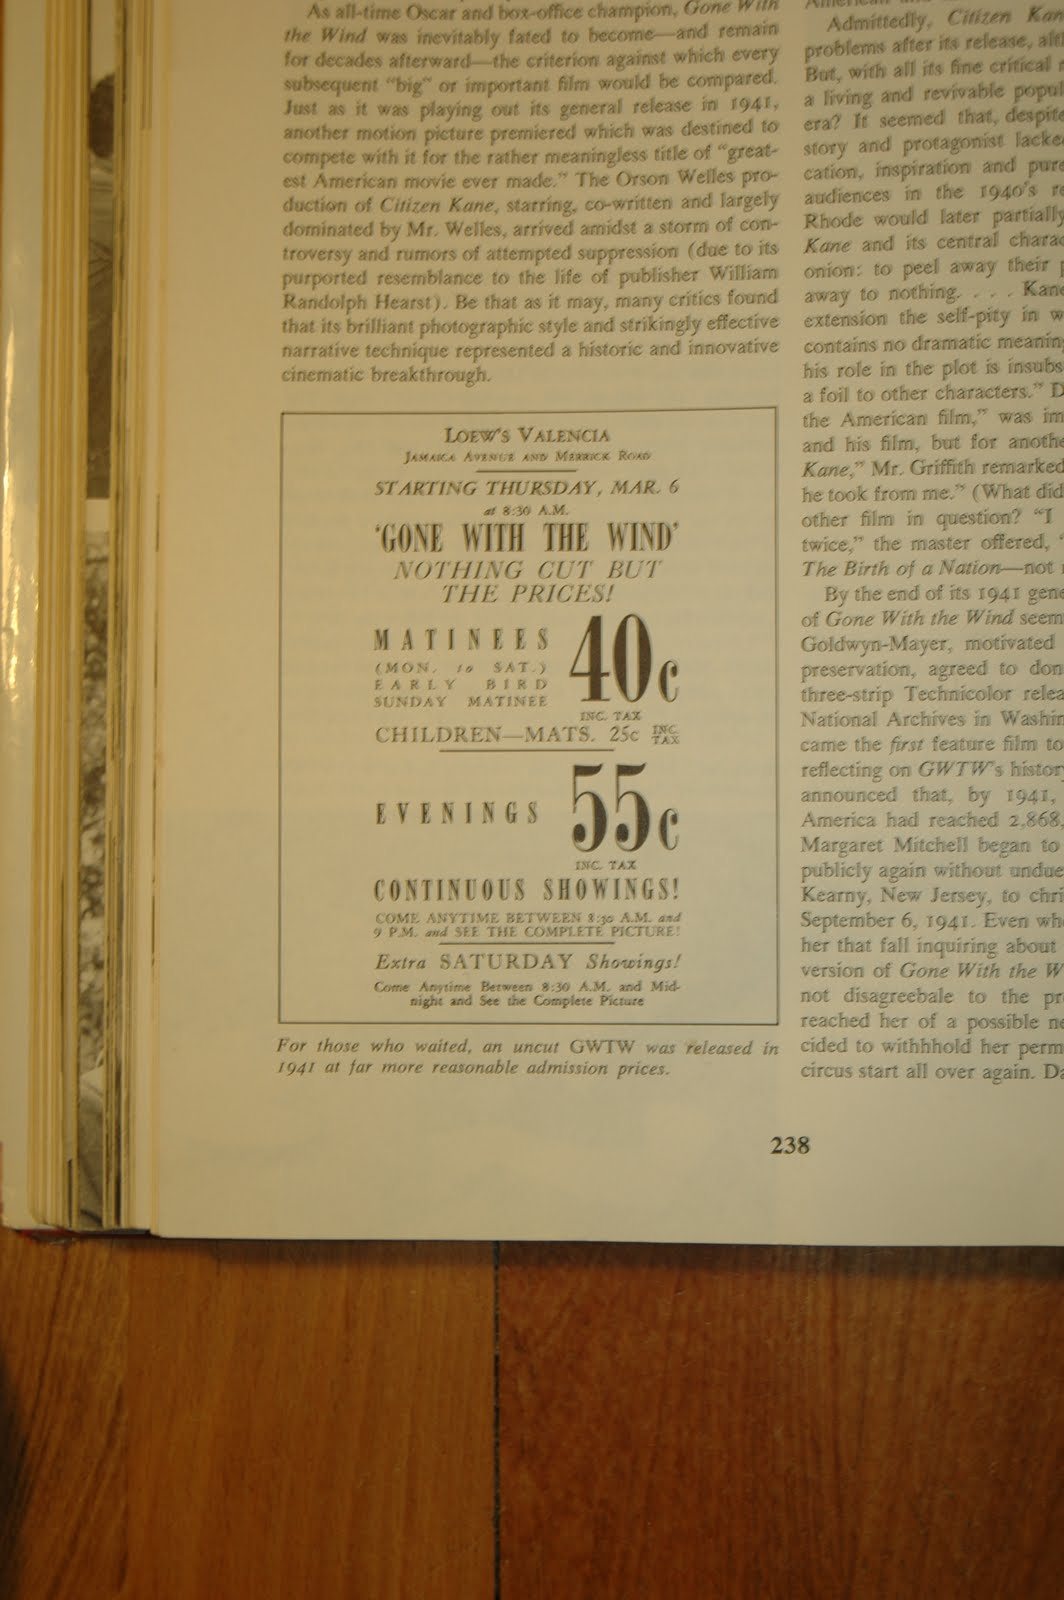 As all-time Oscar and box-office champion, Gone With
the Wind was inevitably fated to become—and remain
for decades afterward—the criterion against which every
subsequent "big" or important film would be compared.
Just as it was playing out its general release in 1941,
another motion picture premiered which was destined to
compete with it for the rather meaningless title of "great-
est American movie ever made." The Orson Welles pro-
duction of Citizen Kane, starring, co-written and largely
dominated by Mr. Welles, arrived amidst a storm of con-
troversy and rumors of attempted suppression (due to its
purported resemblance to the life of publisher William
Randolph Hearst). Be that as it may, many critics found
that its brilliant photographic style and strikingly effective
narrative technique represented a historic and innovative
cinematic breakthrough.
LOEW'S VALENCIA
JAMAICA AVENUE AND MERRICK ROAD
STARTING THURSDAY, MAR. 6
at 8:30 A.M.
'GONE WITH THE WIND'
NOTHING CUT BUT
THE PRICES!
MATINEES 40c
(MON. to SAT.)
EARLY BIRD
SUNDAY MATINEE
INC. TAX
CHILDREN—MATS. 25c INC. TAX
EVENINGS 55c
INC. TAX
CONTINUOUS SHOWINGS!
COME ANYTIME BETWEEN 8:30 A.M. and
9 P.M. and SEE THE COMPLETE PICTURE!
Extra SATURDAY Showings!
Come Anytime Between 8:30 A.M. and Mid-
night and See the Complete Picture
For those who waited, an uncut GWTW was released in
1941 at far more reasonable admission prices.
Admittedly, Citizen Kan
problems after its release, alt
But, with all its fine critical
a living and revivable popul
era? It seemed that, despite
story and protagonist lacke
cation, inspiration and pure
audiences in the 1940's re
Rhode would later partially
Kane and its central charac
onion: to peel away their p
away to nothing. . . . Kane
extension the self-pity in w
contains no dramatic meaning
his role in the plot is insubs
a foil to other characters." D
the American film," was im
and his film, but for anothe
Kane," Mr. Griffith remarked
he took from me." (What did
other film in question? "I
twice," the master offered, "
The Birth of a Nation—not
By the end of its 1941 gene
of Gone With the Wind seem
Goldwyn-Mayer, motivated
preservation, agreed to don
three-strip Technicolor relea
National Archives in Washin
came the first feature film to
reflecting on GWTW's history
announced that, by 1941,
America had reached 2,868,
Margaret Mitchell began to
publicly again without undue
Kearny, New Jersey, to chri
September 6, 1941. Even wh
her that fall inquiring about
version of Gone With the W
not disagreebale to the pr
reached her of a possible ne
cided to withhhold her perm
circus start all over again. Da
238